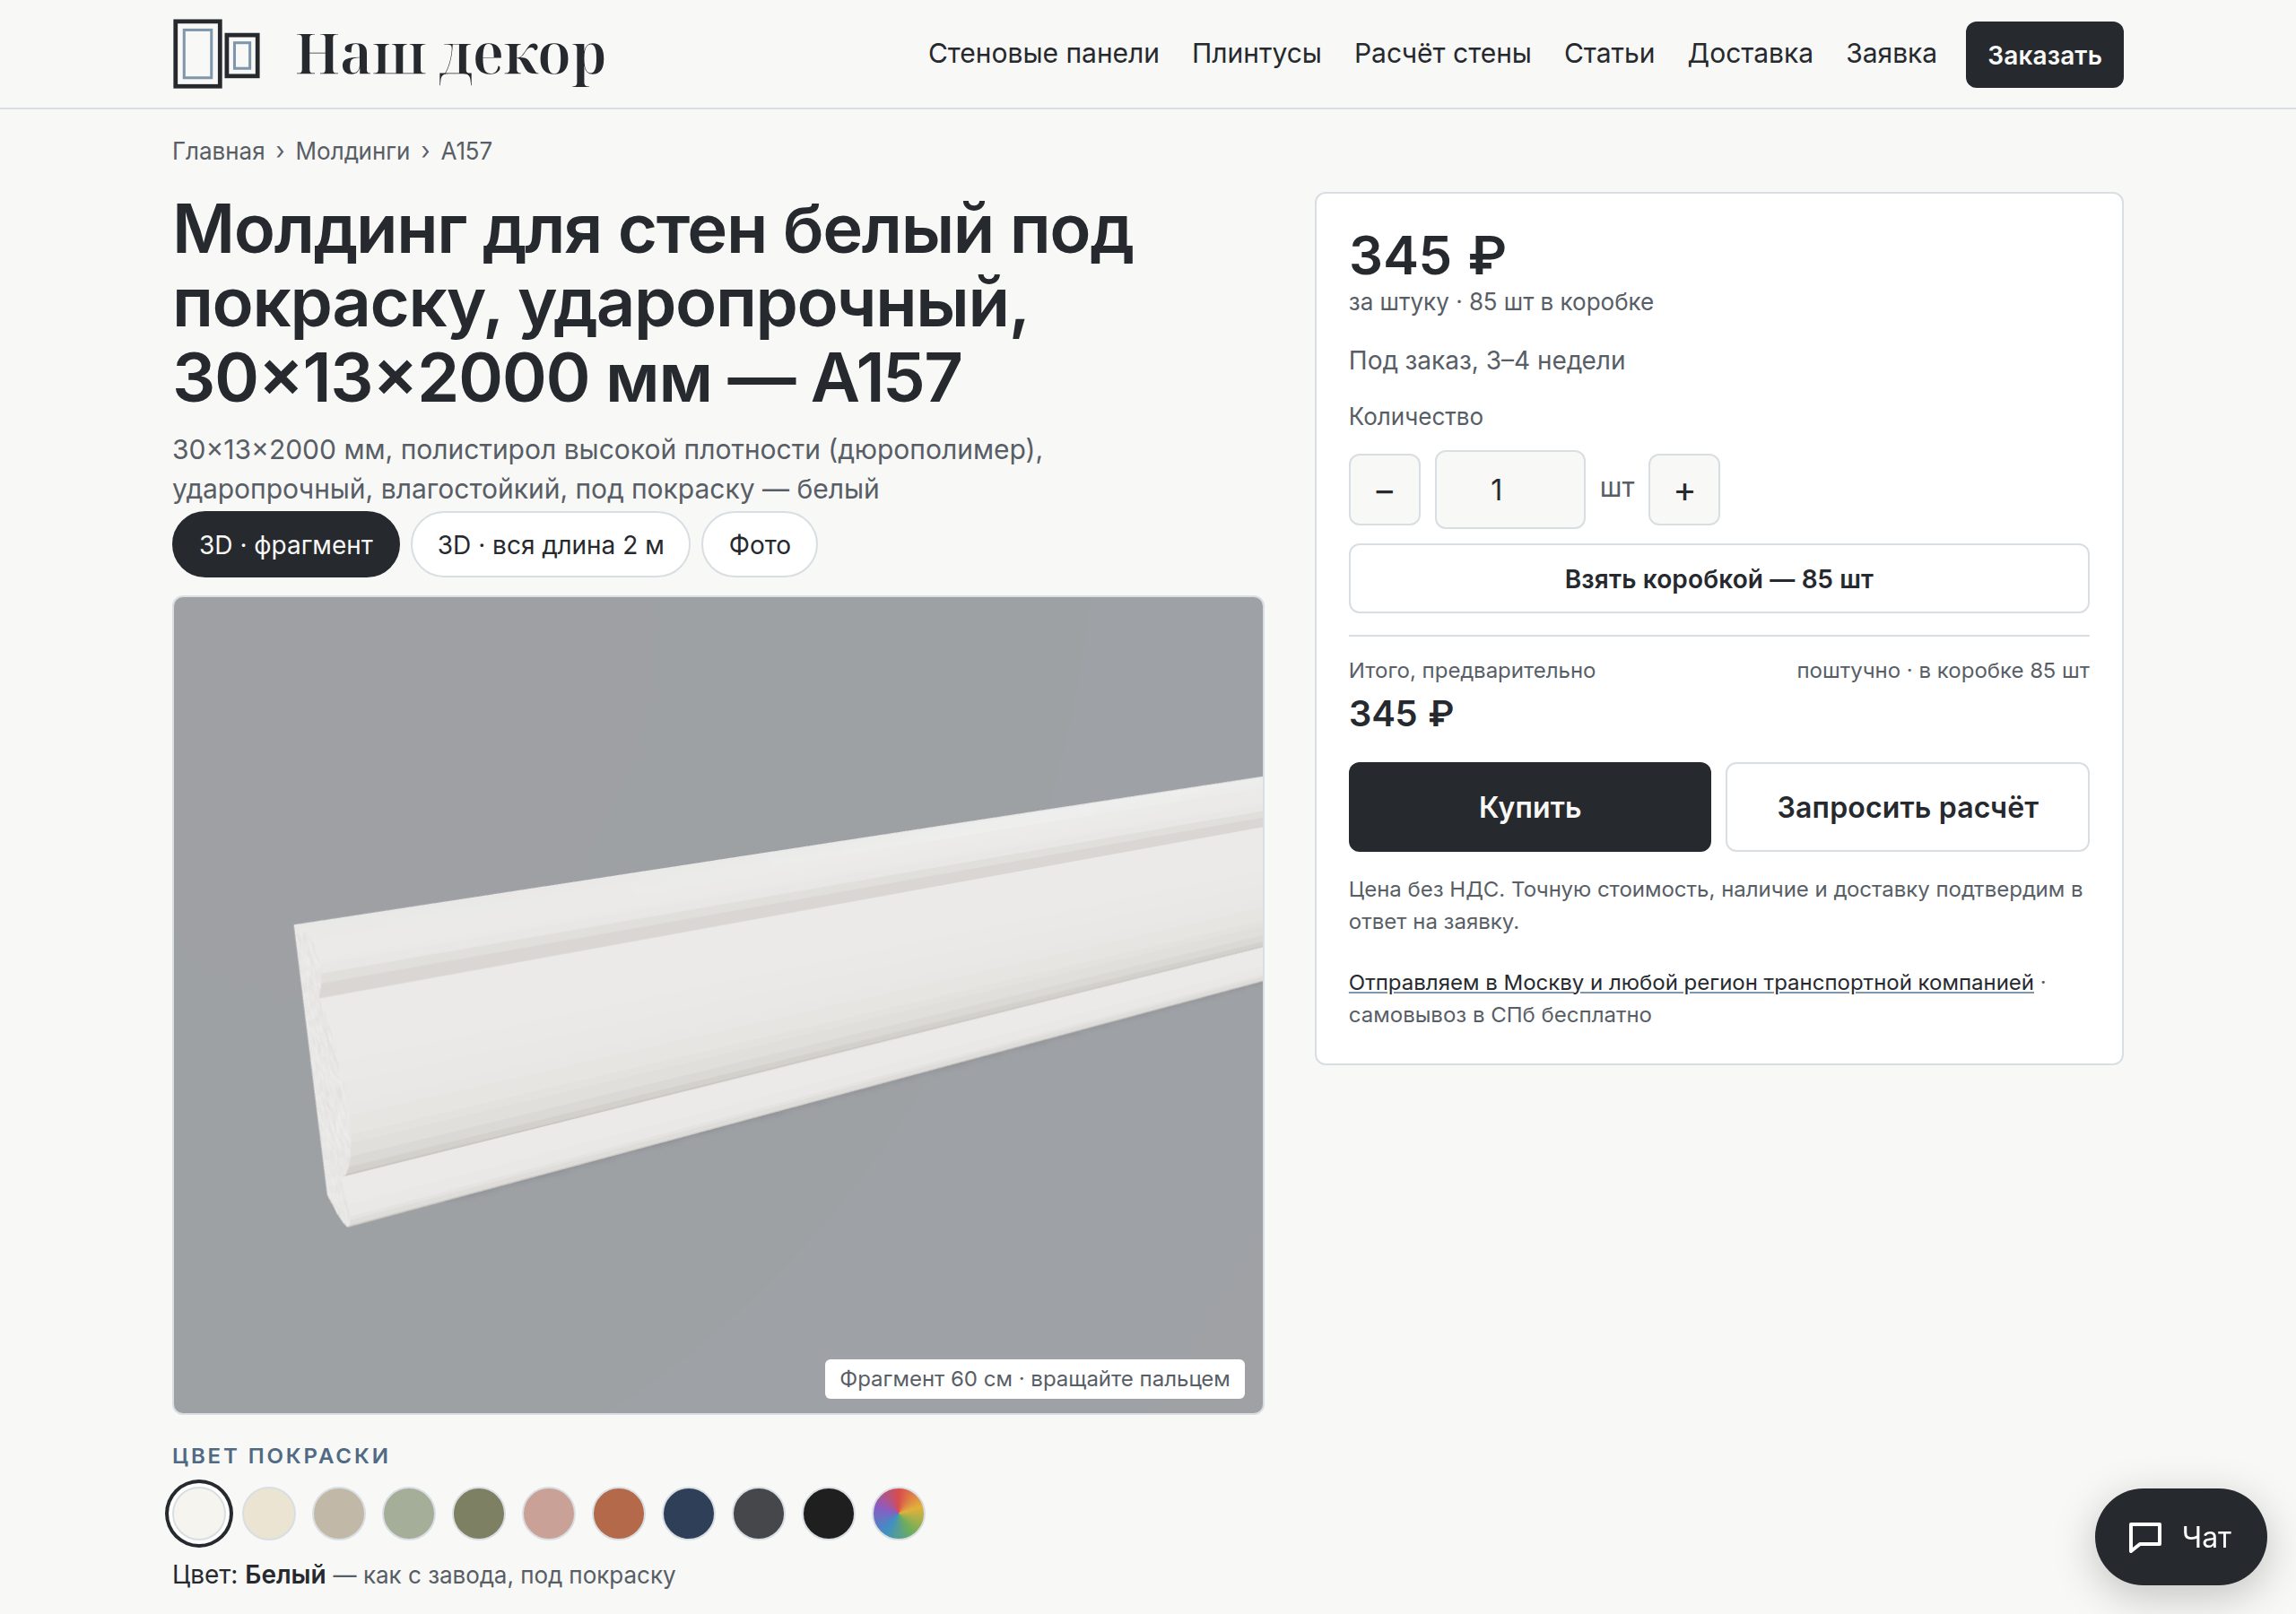 Наш декор
Стеновые панели Плинтусы Расчёт стены Статьи Доставка Заявка Заказать
Главная › Молдинги › A157
Молдинг для стен белый под
покраску, ударопрочный,
30×13×2000 мм — A157
30×13×2000 мм, полистирол высокой плотности (дюрополимер),
ударопрочный, влагостойкий, под покраску — белый
3D · фрагмент 3D · вся длина 2 м Фото
Фрагмент 60 см · вращайте пальцем
ЦВЕТ ПОКРАСКИ
Цвет: Белый — как с завода, под покраску
345 ₽
за штуку · 85 шт в коробке
Под заказ, 3–4 недели
Количество
− 1 шт +
Взять коробкой — 85 шт
Итого, предварительно поштучно · в коробке 85 шт
345 ₽
Купить Запросить расчёт
Цена без НДС. Точную стоимость, наличие и доставку подтвердим в
ответ на заявку.
Отправляем в Москву и любой регион транспортной компанией ·
самовывоз в СПб бесплатно
Чат